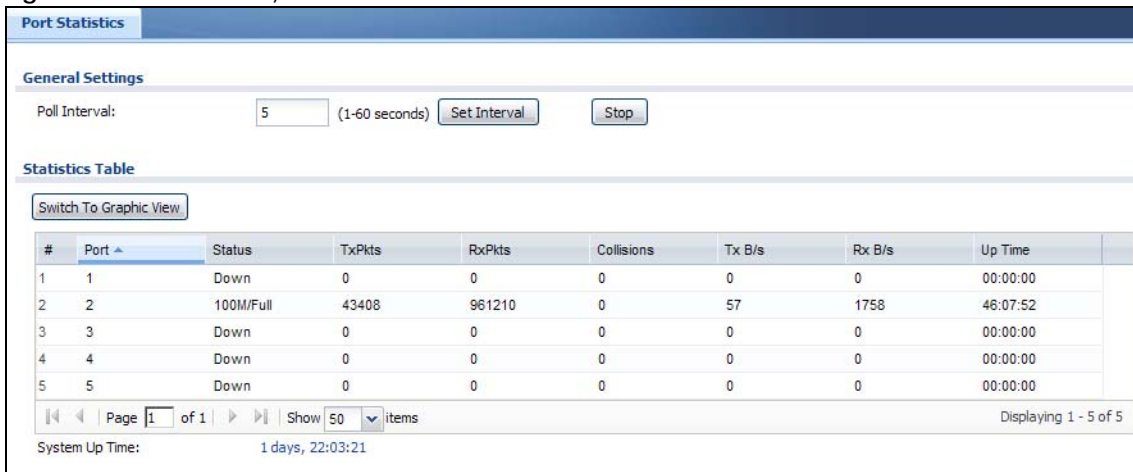 Port Statistics
General Settings
Poll Interval: 5 (1-60 seconds) Set Interval Stop
Statistics Table
Switch To Graphic View
# Port Status TxPkts RxPkts Collisions Tx B/s Rx B/s Up Time
1 1 Down 0 0 0 0 0 00:00:00
2 2 100M/Full 43408 961210 0 57 1758 46:07:52
3 3 Down 0 0 0 0 0 00:00:00
4 4 Down 0 0 0 0 0 00:00:00
5 5 Down 0 0 0 0 0 00:00:00
Page 1 of 1 Show 50 items Displaying 1 - 5 of 5
System Up Time: 1 days, 22:03:21